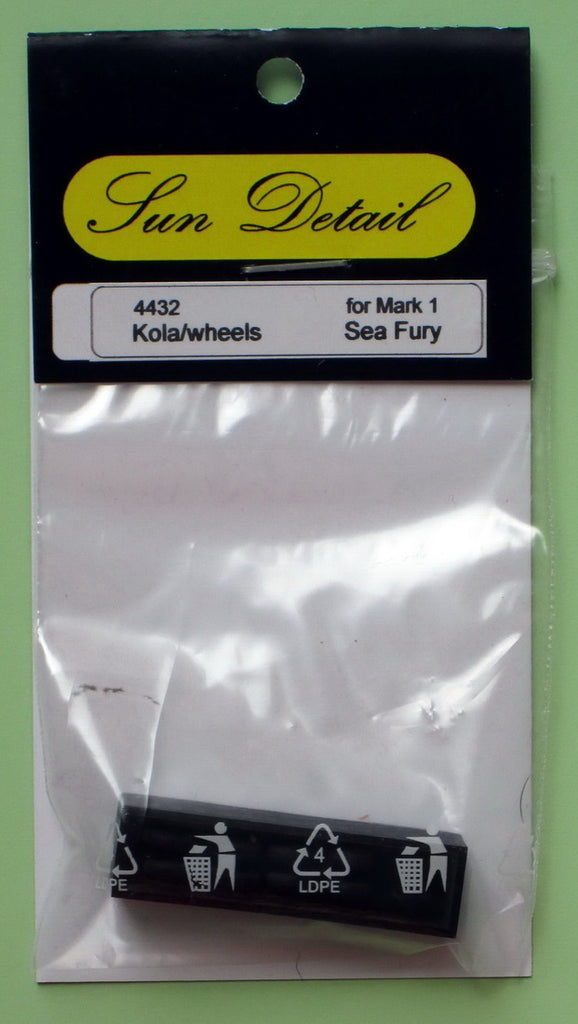 Sun Detail
4432 for Mark 1
Kola/wheels Sea Fury
4
LDPE LDPE